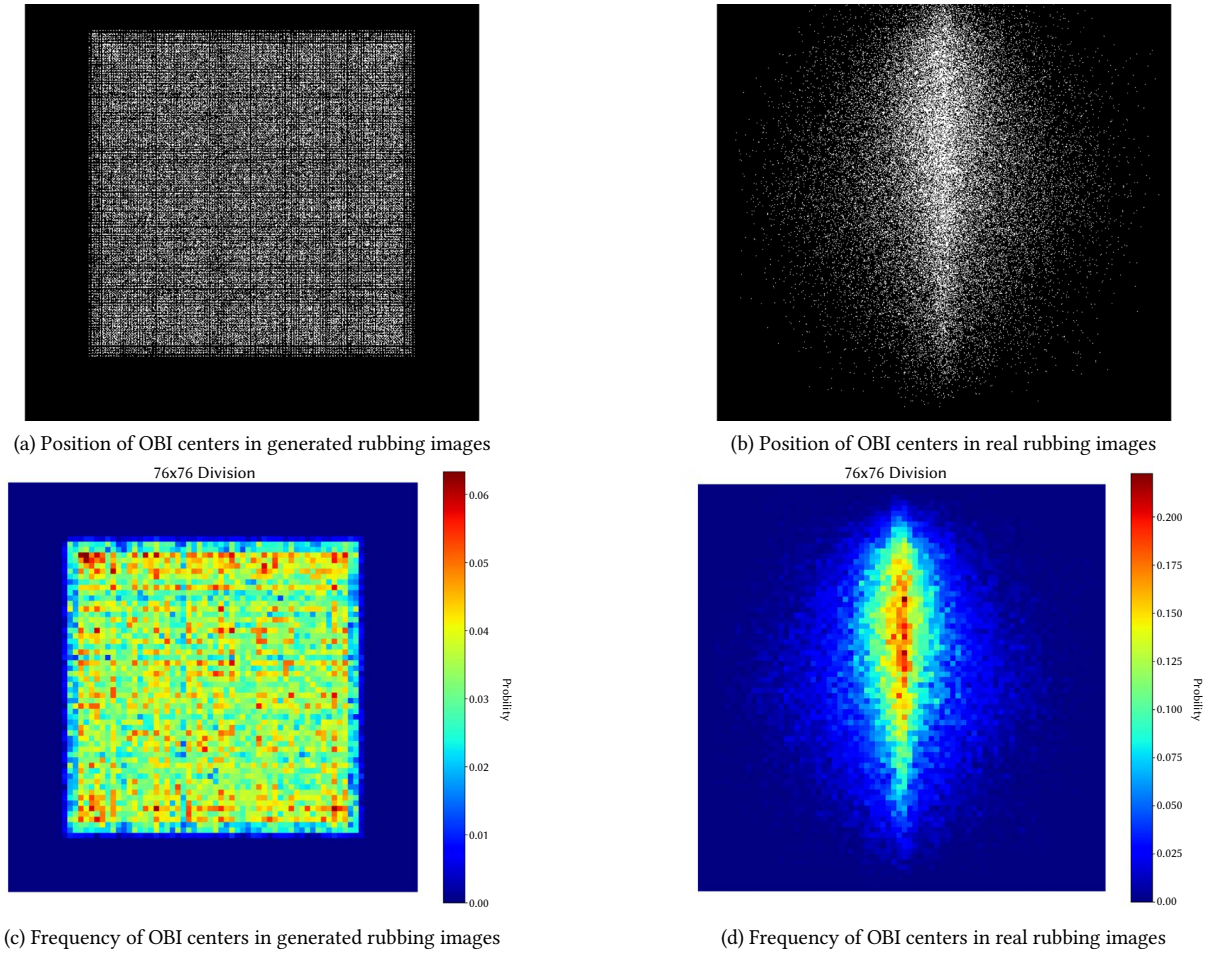 (a) Position of OBI centers in generated rubbing images
(b) Position of OBI centers in real rubbing images
76x76 Division
0.06
0.05
0.04
0.03
0.02
0.01
0.00
Probility
76x76 Division
0.200
0.175
0.150
0.125
0.100
0.075
0.050
0.025
0.00
Probility
(c) Frequency of OBI centers in generated rubbing images
(d) Frequency of OBI centers in real rubbing images